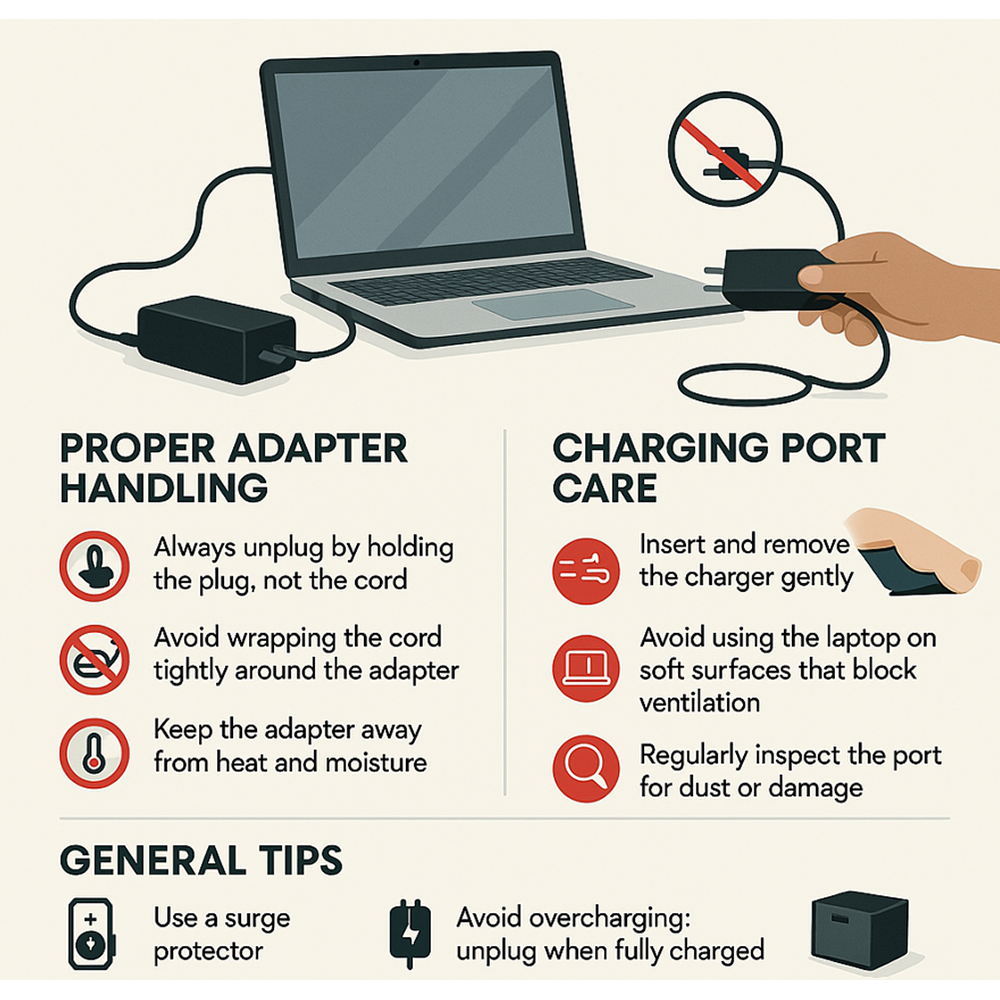 PROPER ADAPTER
HANDLING
Always unplug by holding
the plug, not the cord
Avoid wrapping the cord
tightly around the adapter
Keep the adapter away
from heat and moisture
CHARGING PORT
CARE
Insert and remove
the charger gently
Avoid using the laptop on
soft surfaces that block
ventilation
Regularly inspect the port
for dust or damage
GENERAL TIPS
Use a surge
protector
Avoid overcharging:
unplug when fully charged